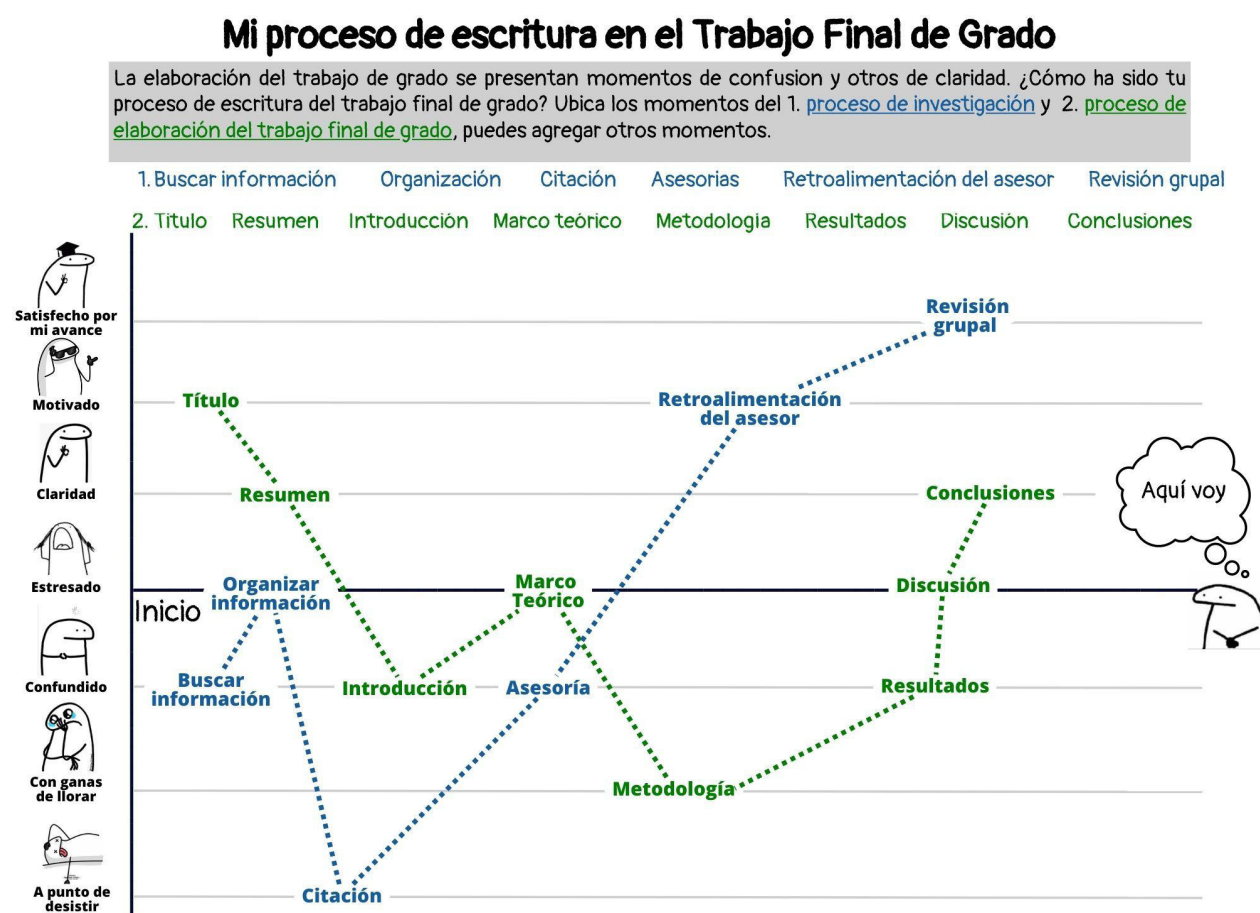 Mi proceso de escritura en el Trabajo Final de Grado
La elaboración del trabajo de grado se presentan momentos de confusion y otros de claridad. ¿Cómo ha sido tu
proceso de escritura del trabajo final de grado? Ubica los momentos del 1. proceso de investigación y 2. proceso de
elaboración del trabajo final de grado, puedes agregar otros momentos.
1. Buscar información Organización Citación Asesorias Retroalimentación del asesor Revisión grupal
2. Título Resumen Introducción Marco teórico Metodología Resultados Discusión Conclusiones
Satisfecho por
mi avance
Revisión
grupal
Motivado
Título
Retroalimentación
del asesor
Claridad
Resumen
Conclusiones
Aquí voy
Estresado
Inicio
Organizar
información
Marco
Teórico
Discusión
Confundido
Buscar
información
Introducción
Asesoría
Resultados
Con ganas
de llorar
Metodología
A punto de
desistir
Citación